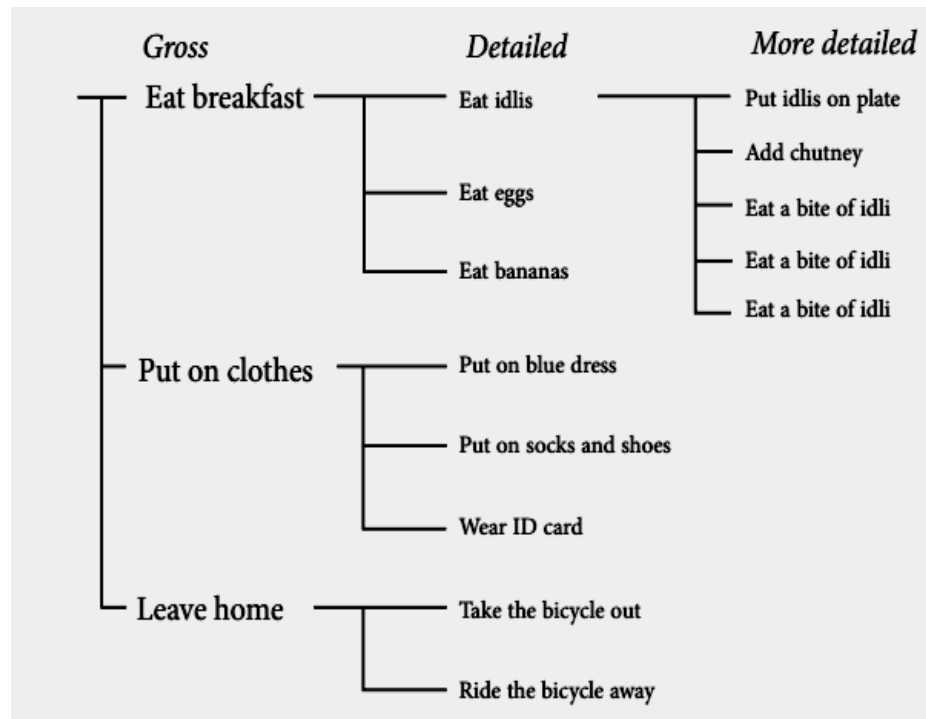 Gross Detailed More detailed
Eat breakfast Eat idlis Put idlis on plate
Add chutney
Eat eggs Eat a bite of idli
Eat a bite of idli
Eat bananas
Eat a bite of idli
Put on clothes Put on blue dress
Put on socks and shoes
Wear ID card
Leave home Take the bicycle out
Ride the bicycle away